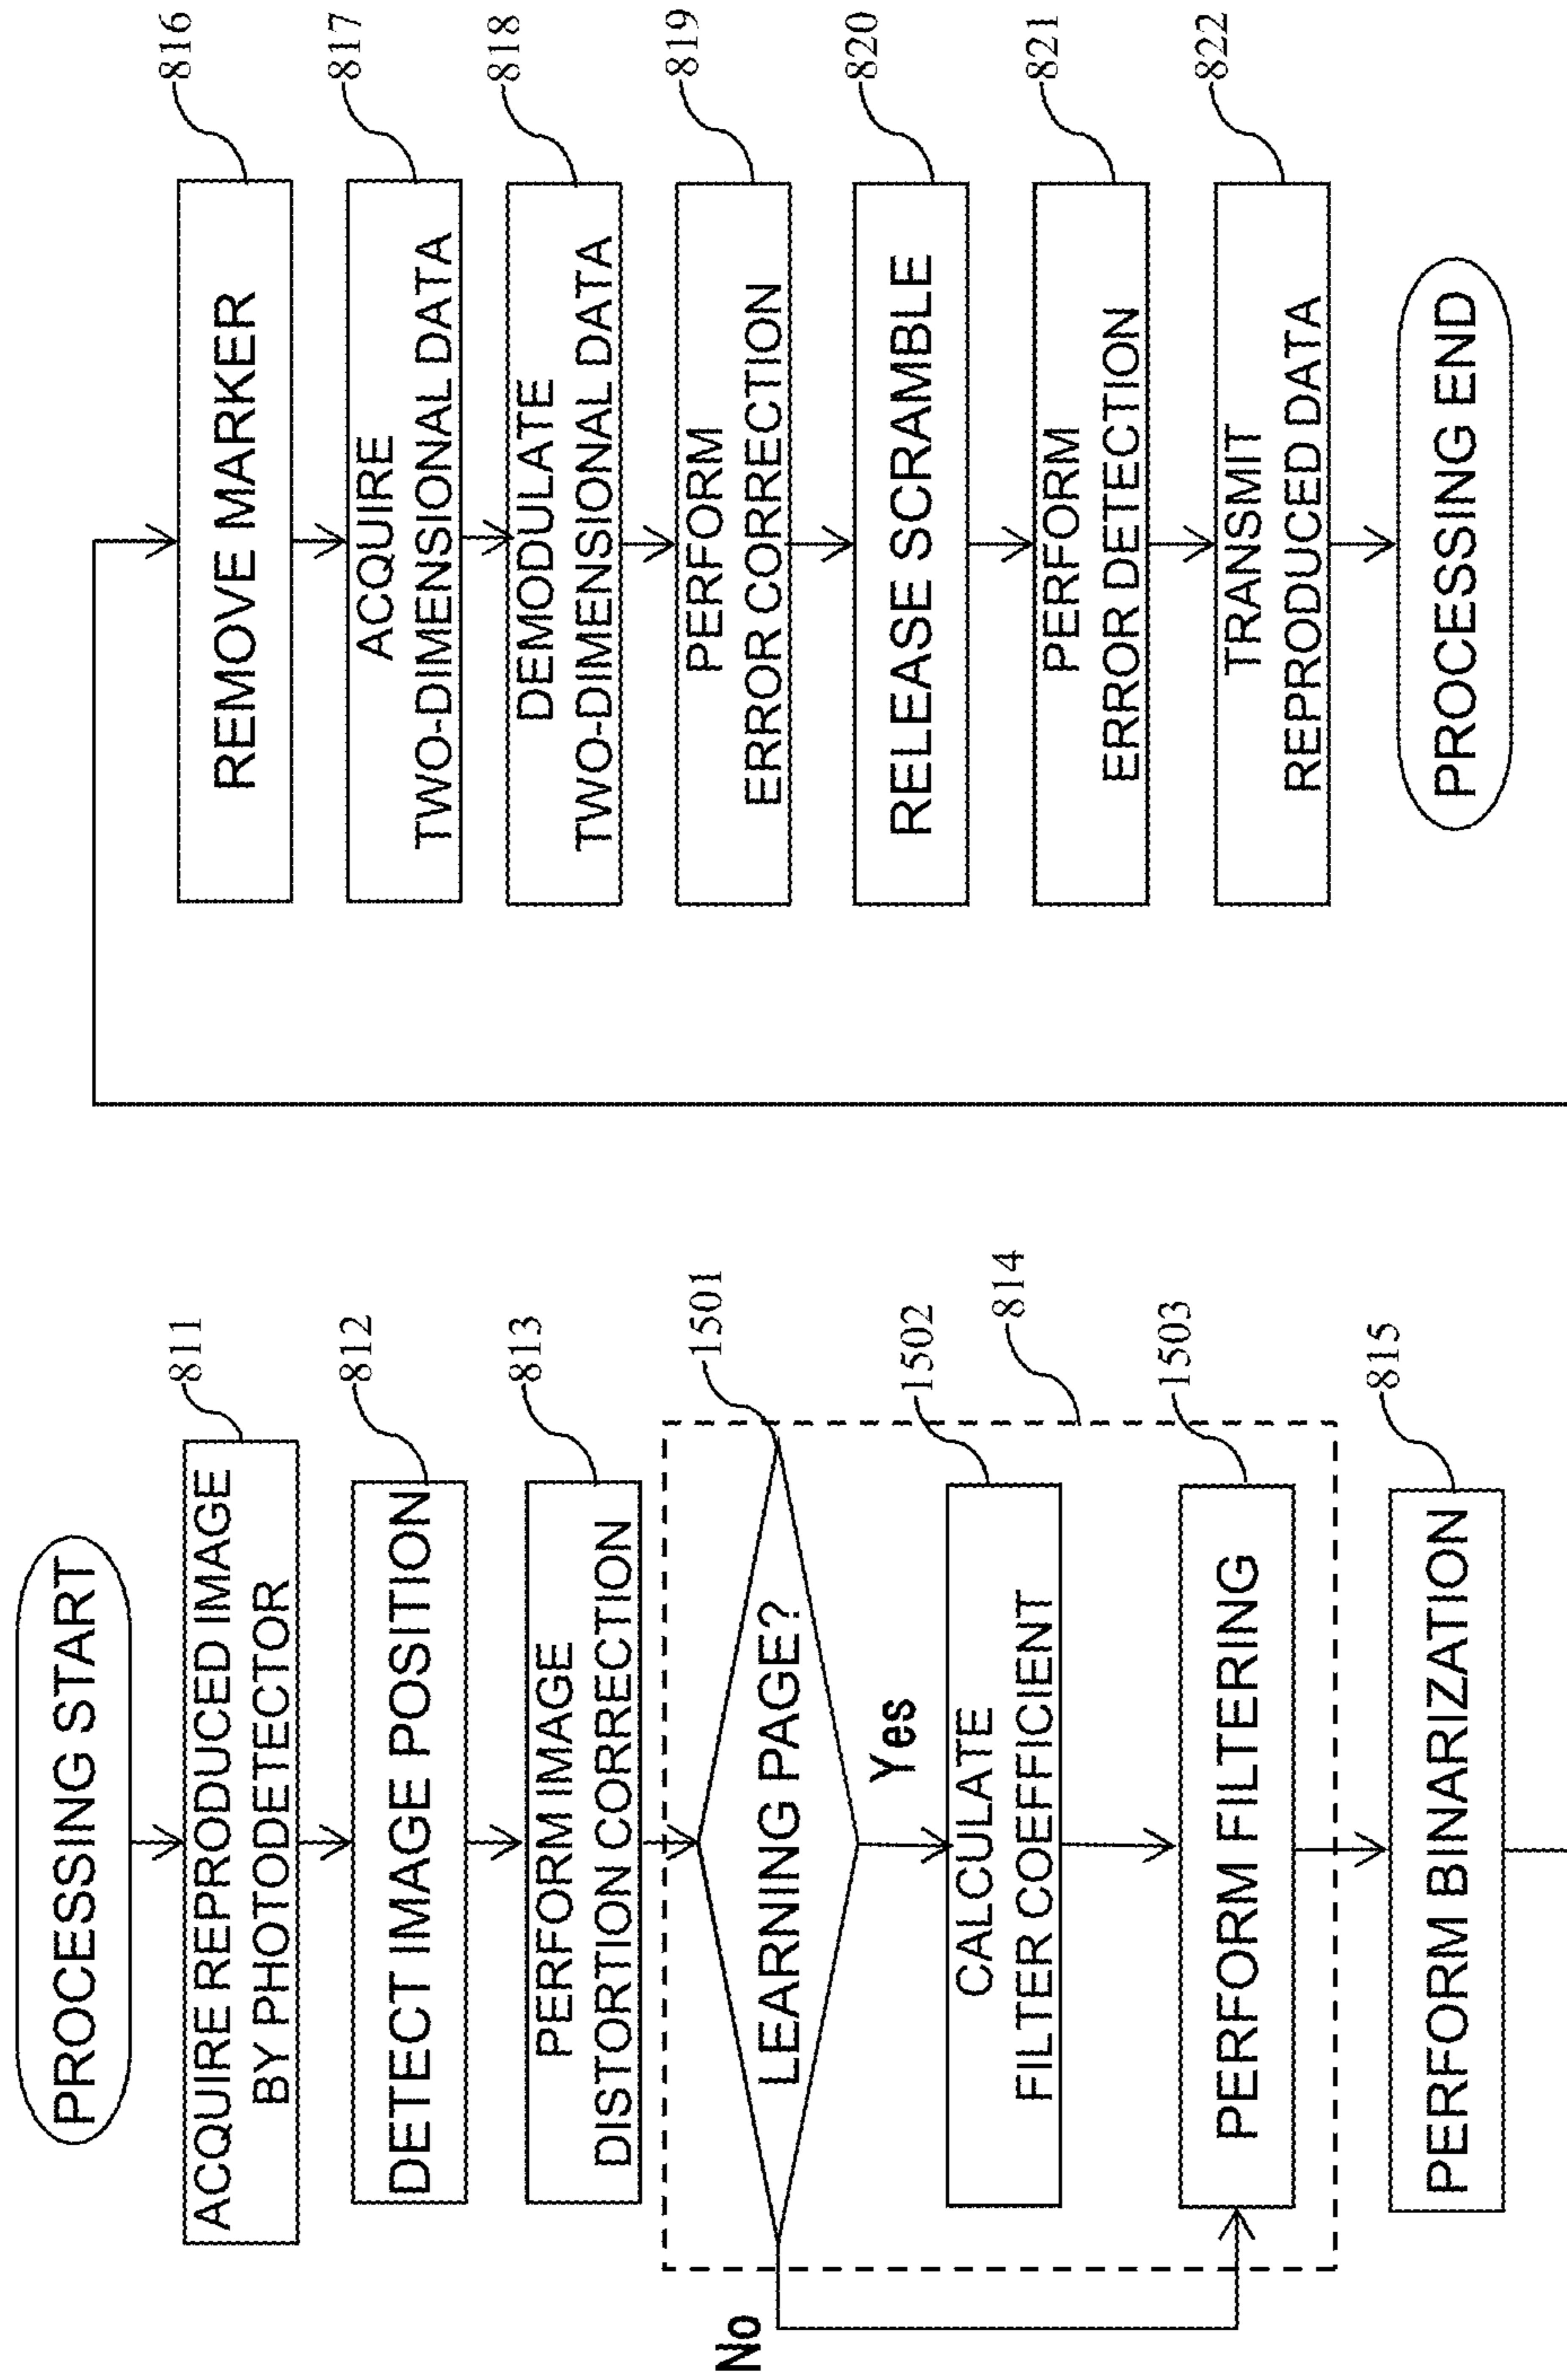 PROCESSING START
811
ACQUIRE REPRODUCED IMAGE
BY PHOTODETECTOR
812
DETECT IMAGE POSITION
813
PERFORM IMAGE
DISTORTION CORRECTION
1501
LEARNING PAGE?
No
Yes
1502
CALCULATE
FILTER COEFFICIENT
814
1503
PERFORM FILTERING
815
PERFORM BINARIZATION
816
REMOVE MARKER
817
ACQUIRE
TWO-DIMENSIONAL DATA
818
DEMODULATE
TWO-DIMENSIONAL DATA
819
PERFORM
ERROR CORRECTION
820
RELEASE SCRAMBLE
821
PERFORM
ERROR DETECTION
822
TRANSMIT
REPRODUCED DATA
PROCESSING END